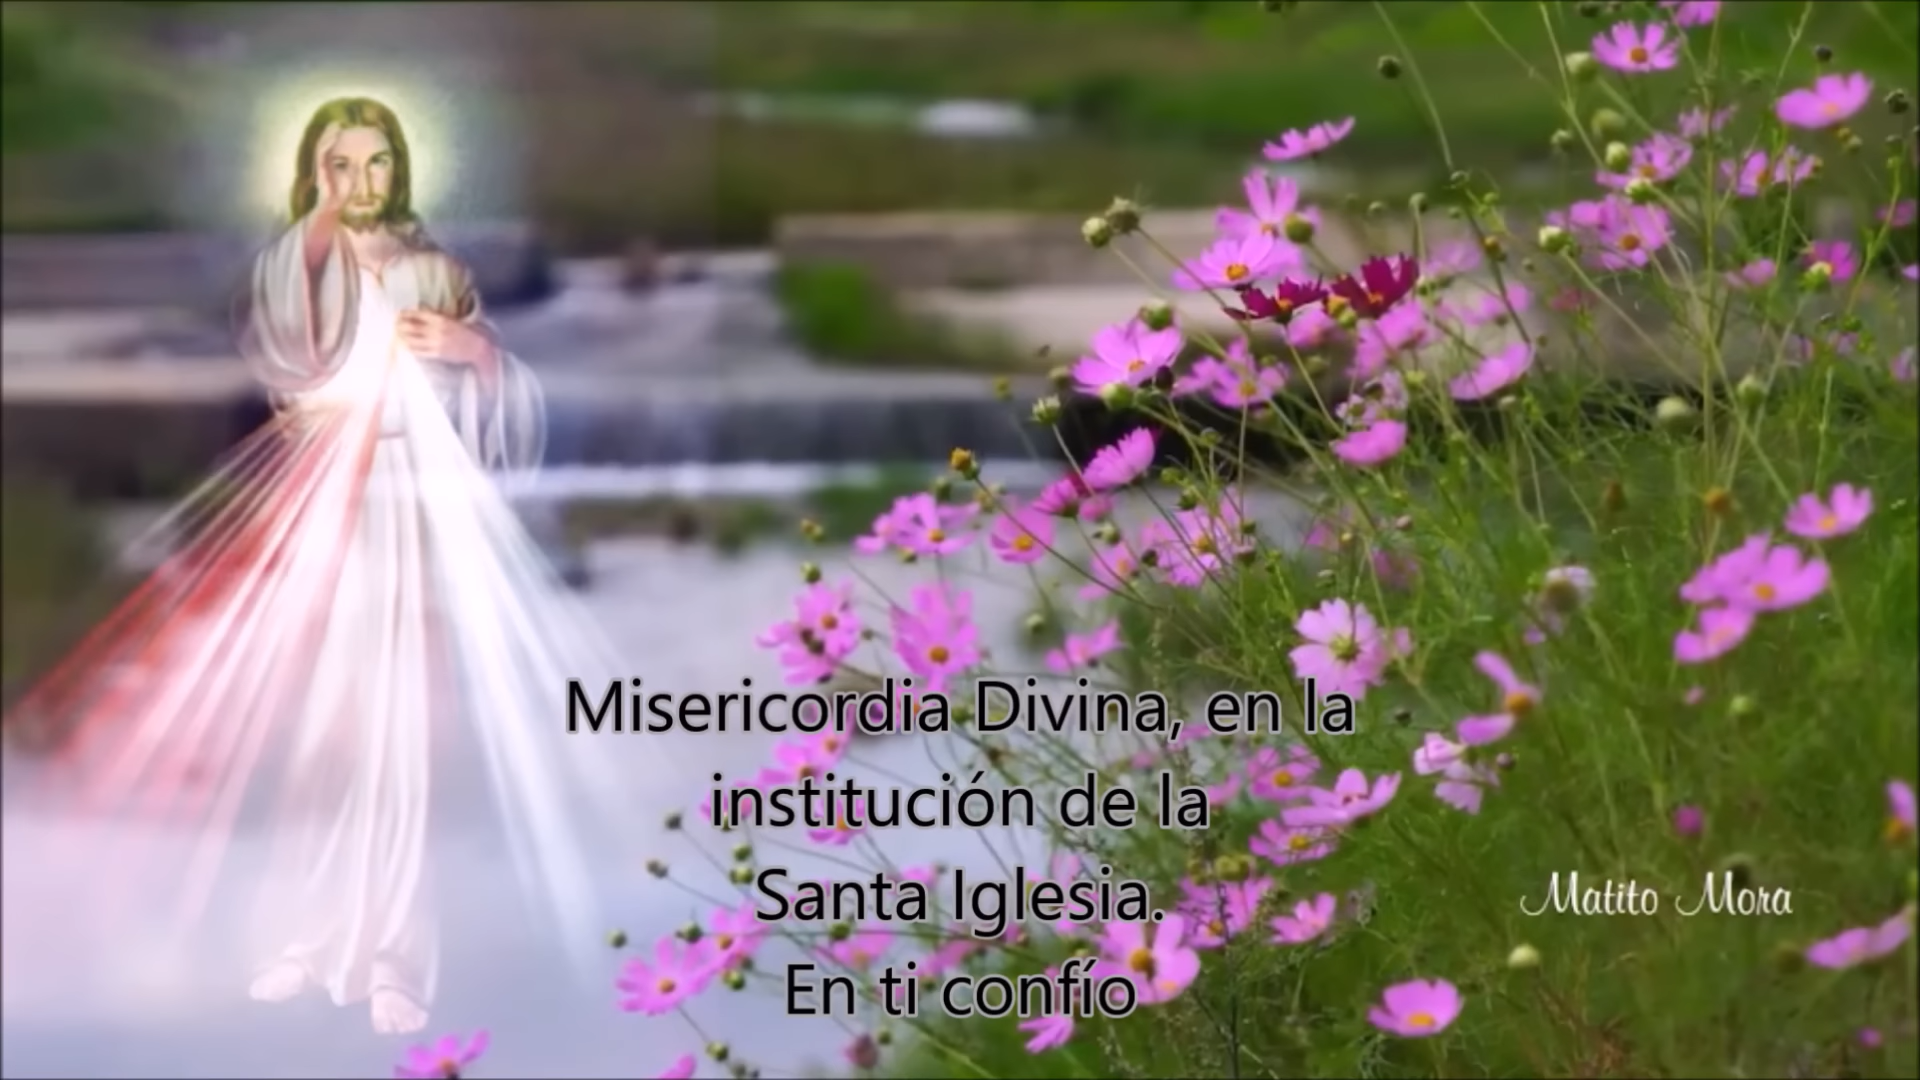 Misericordia Divina, en la
institución de la
Santa Iglesia.
En ti confío
Matito Mora